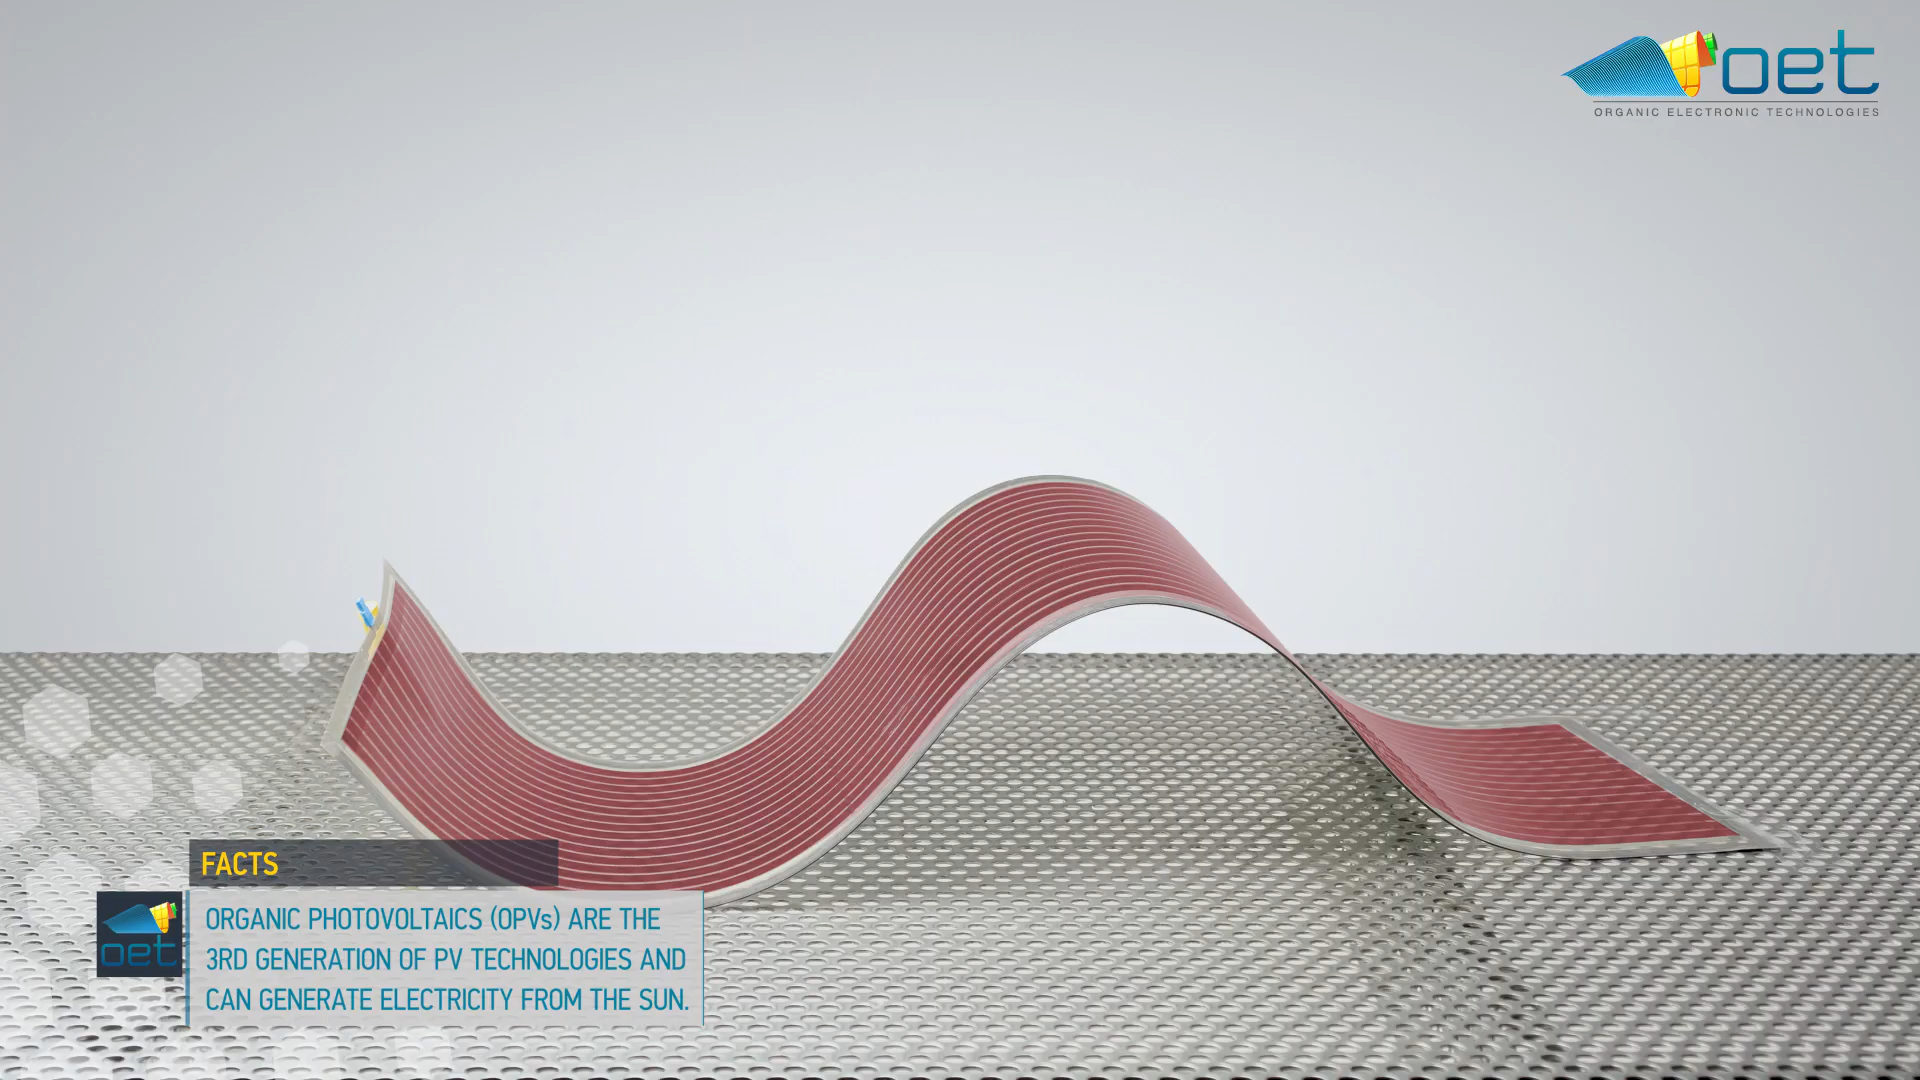 oet
ORGANIC ELECTRONIC TECHNOLOGIES
FACTS
oet
ORGANIC PHOTOVOLTAICS (OPVs) ARE THE
3RD GENERATION OF PV TECHNOLOGIES AND
CAN GENERATE ELECTRICITY FROM THE SUN.